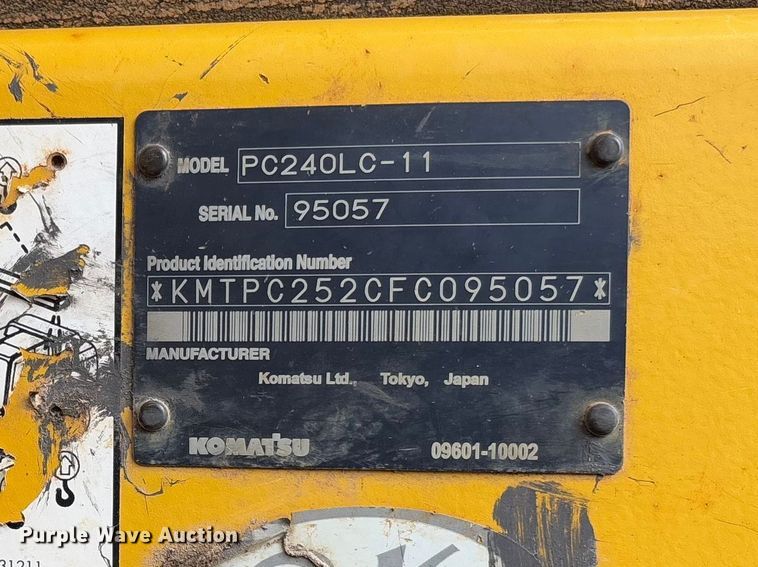 MODEL PC240LC-11
SERIAL No. 95057
Product Identification Number
*KMTPC252CFC095057*
MANUFACTURER
Komatsu Ltd. Tokyo, Japan
KOMATSU 09601-10002
Purple Wave Auction